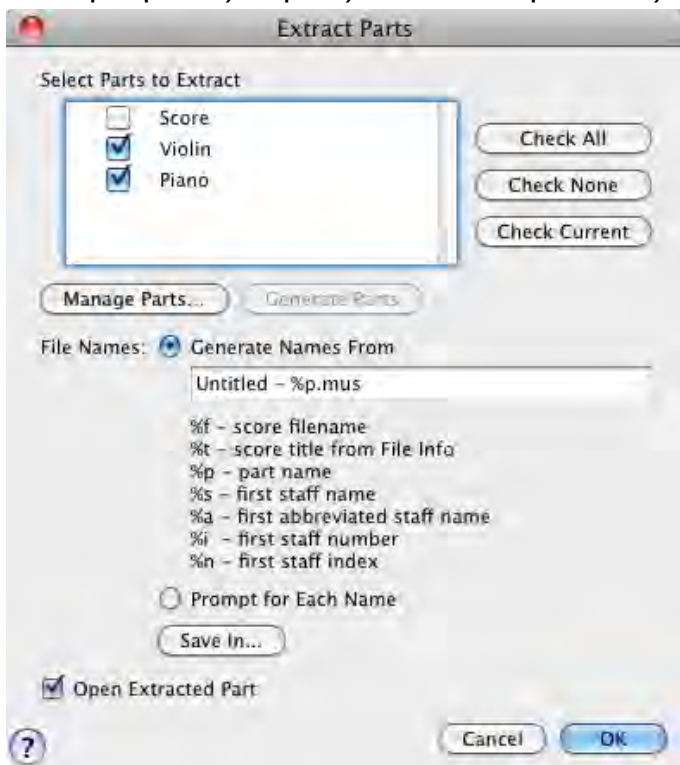 Extract Parts
Select Parts to Extract
Score
Violin
Piano
Check All
Check None
Check Current
Manage Parts...
Generate Parts
File Names:
Generate Names From
Untitled – %p.mus
%f – score filename
%t – score title from File Info
%p – part name
%s – first staff name
%a – first abbreviated staff name
%i – first staff number
%n – first staff index
Prompt for Each Name
Save In...
Open Extracted Part
?
Cancel
OK